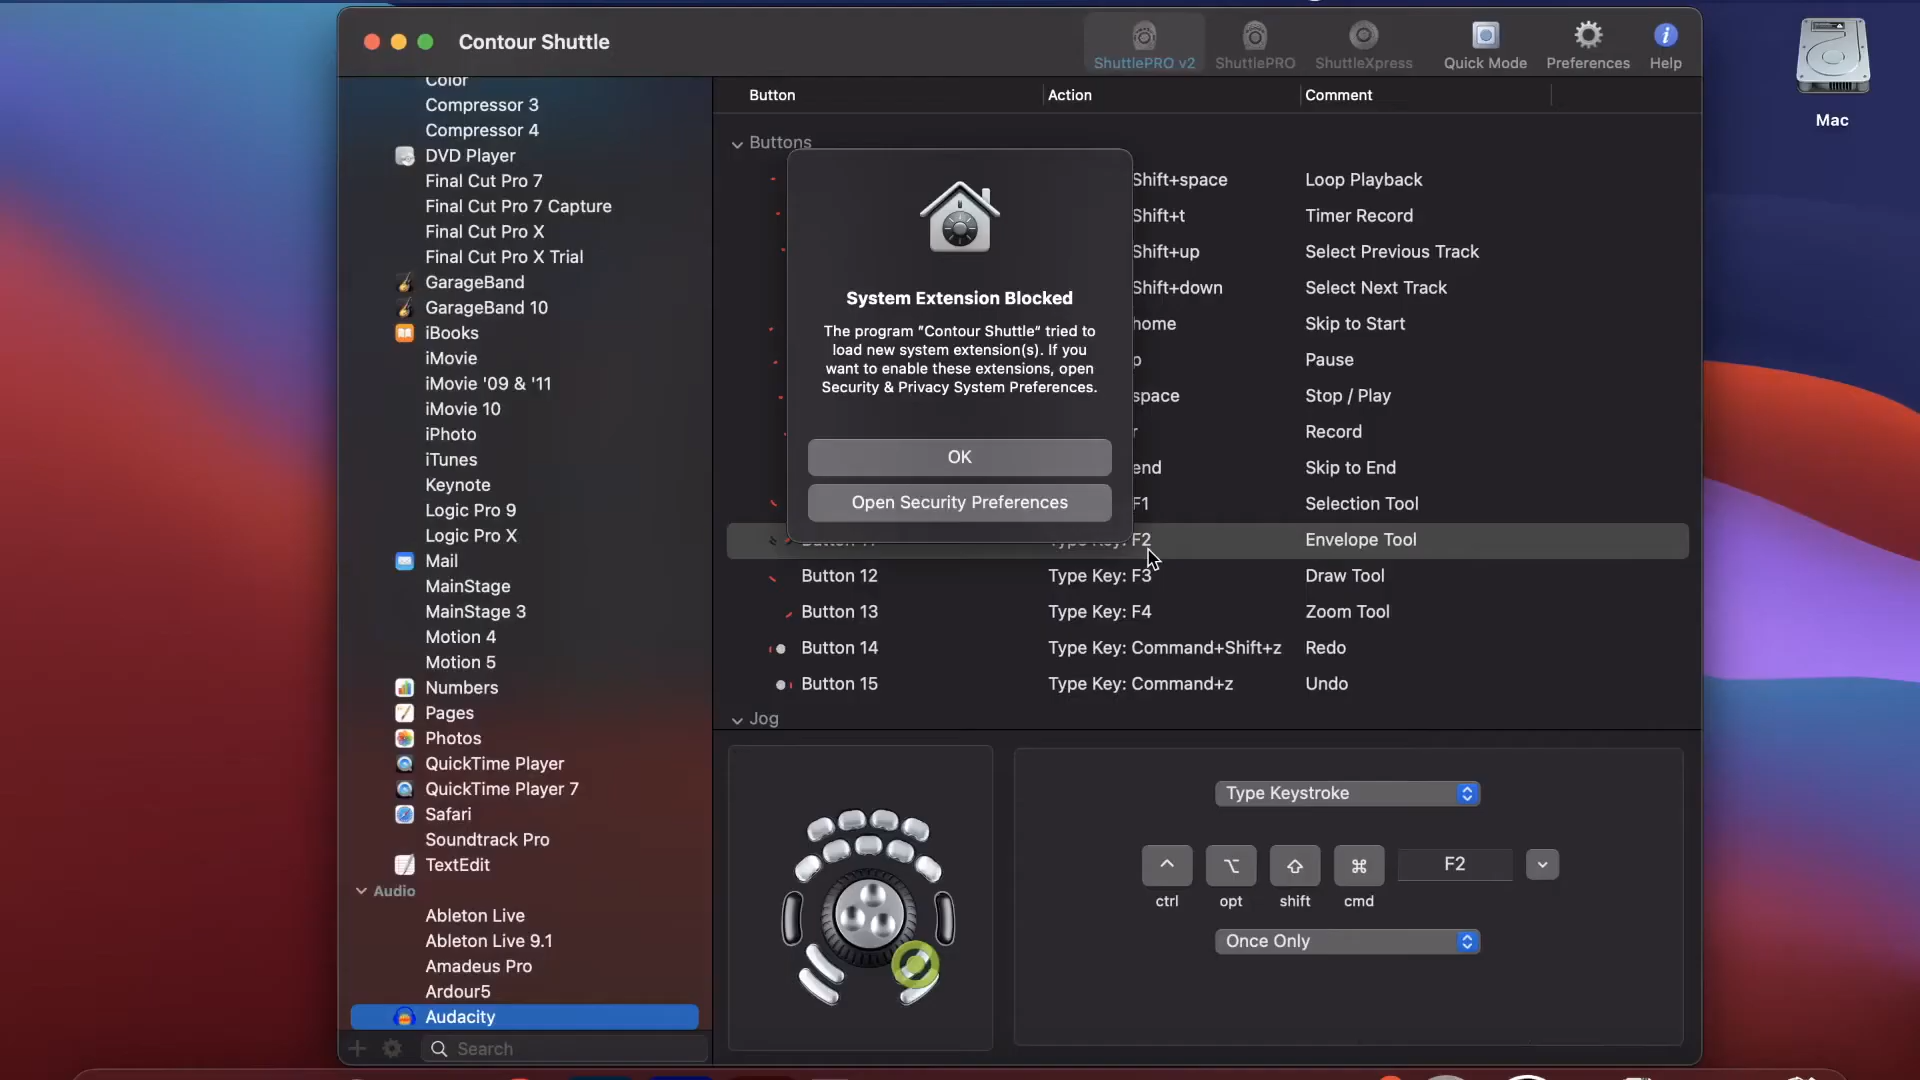 Contour Shuttle
ShuttlePRO v2
ShuttlePRO
ShuttleXpress
Quick Mode
Preferences
Help
Mac
Color
Compressor 3
Compressor 4
DVD Player
Final Cut Pro 7
Final Cut Pro 7 Capture
Final Cut Pro X
Final Cut Pro X Trial
GarageBand
GarageBand 10
iBooks
iMovie
iMovie '09 & '11
iMovie 10
iPhoto
iTunes
Keynote
Logic Pro 9
Logic Pro X
Mail
MainStage
MainStage 3
Motion 4
Motion 5
Numbers
Pages
Photos
QuickTime Player
QuickTime Player 7
Safari
Soundtrack Pro
TextEdit
Audio
Ableton Live
Ableton Live 9.1
Amadeus Pro
Ardour5
Audacity
Search
Button Action Comment
Buttons
Shift+space Loop Playback
Shift+t Timer Record
Shift+up Select Previous Track
Shift+down Select Next Track
home Skip to Start
p Pause
space Stop / Play
r Record
end Skip to End
F1 Selection Tool
F2 Envelope Tool
Button 12 Type Key: F3 Draw Tool
Button 13 Type Key: F4 Zoom Tool
Button 14 Type Key: Command+Shift+z Redo
Button 15 Type Key: Command+z Undo
Jog
System Extension Blocked
The program "Contour Shuttle" tried to
load new system extension(s). If you
want to enable these extensions, open
Security & Privacy System Preferences.
OK
Open Security Preferences
Type Keystroke
F2
ctrl opt shift cmd
Once Only